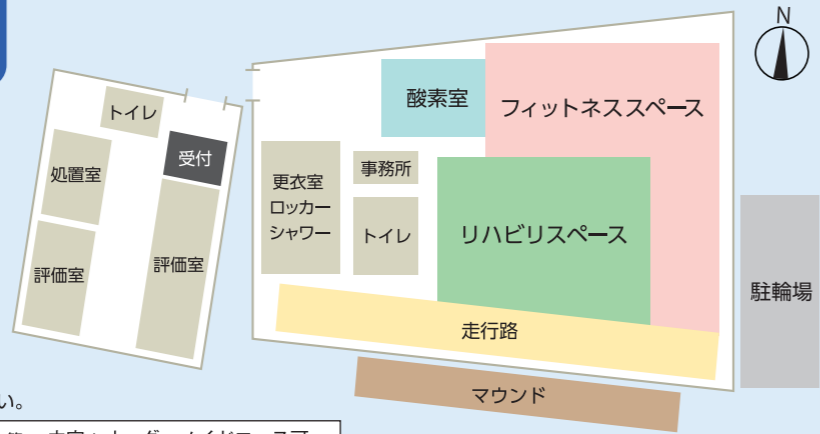 N
酸素室
フィットネススペース
トイレ
受付
処置室
更衣室
ロッカー
シャワー
事務所
トイレ
リハビリスペース
評価室
評価室
駐輪場
走行路
マウンド
い。